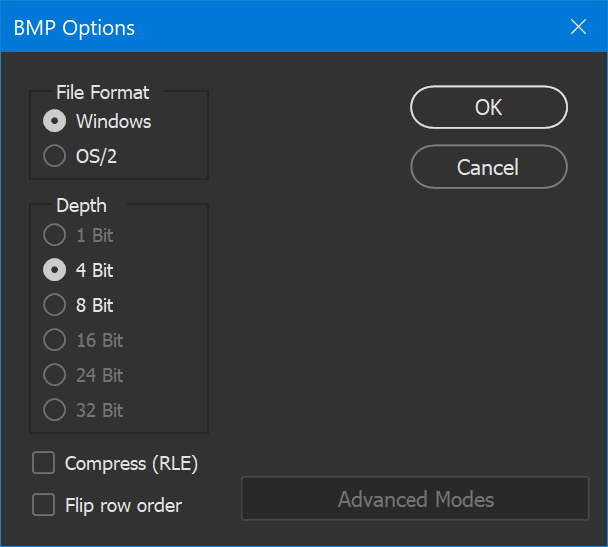 BMP Options
File Format
Windows
OS/2
OK
Cancel
Depth
1 Bit
4 Bit
8 Bit
16 Bit
24 Bit
32 Bit
Compress (RLE)
Flip row order
Advanced Modes